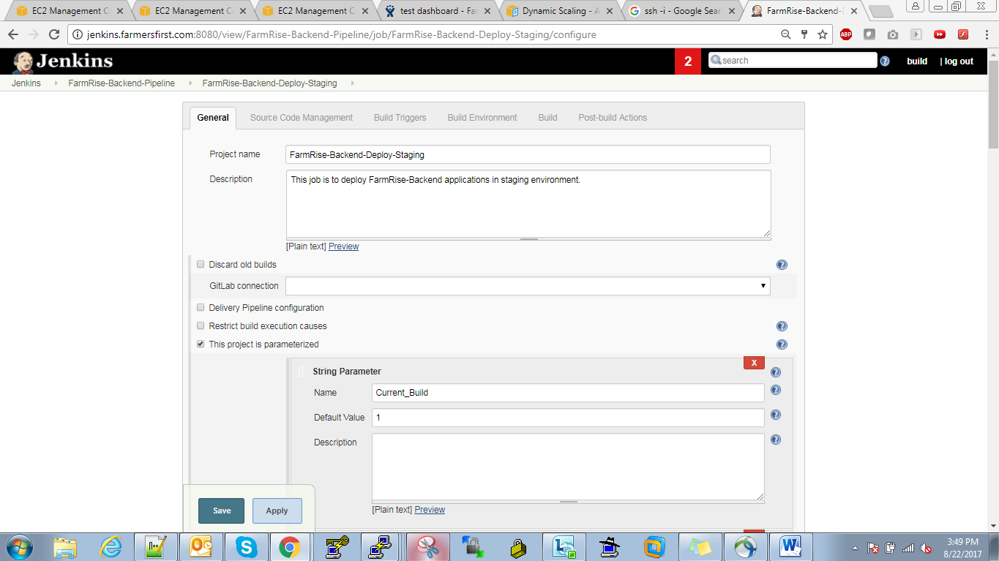 EC2 Management C
EC2 Management C
EC2 Management C
test dashboard - Fa
Dynamic Scaling - A
ssh -i - Google Sear
FarmRise-Backend-
jenkins.farmersfirst.com:8080/view/FarmRise-Backend-Pipeline/job/FarmRise-Backend-Deploy-Staging/configure
ABP
Jenkins
2
search
build
| log out
Jenkins
FarmRise-Backend-Pipeline
FarmRise-Backend-Deploy-Staging
General
Source Code Management
Build Triggers
Build Environment
Build
Post-build Actions
Project name
FarmRise-Backend-Deploy-Staging
Description
This job is to deploy FarmRise-Backend applications in staging environment.
[Plain text] Preview
Discard old builds
GitLab connection
Delivery Pipeline configuration
Restrict build execution causes
This project is parameterized
X
String Parameter
Name
Current_Build
Default Value
1
Description
[Plain text] Preview
Save
Apply
3:49 PM
8/22/2017